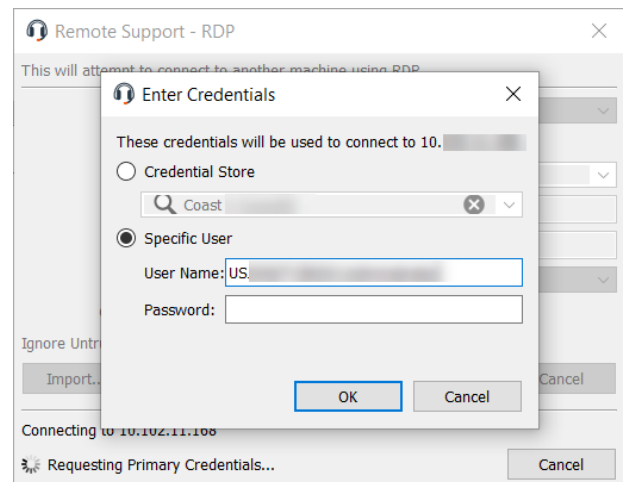 Remote Support - RDP
This will attempt to connect to another machine using RDP
Enter Credentials
These credentials will be used to connect to 10.
Credential Store
Coast
Specific User
User Name: US.
Password:
Ignore Untr
Import..
Cancel
OK
Cancel
Connecting to 10.102.11.168
Requesting Primary Credentials...
Cancel